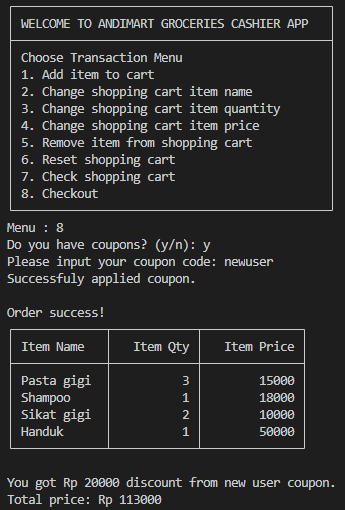 WELCOME TO ANDIMART GROCERIES CASHIER APP
Choose Transaction Menu
1. Add item to cart
2. Change shopping cart item name
3. Change shopping cart item quantity
4. Change shopping cart item price
5. Remove item from shopping cart
6. Reset shopping cart
7. Check shopping cart
8. Checkout
Menu : 8
Do you have coupons? (y/n): y
Please input your coupon code: newuser
Successfuly applied coupon.
Order success!
Item Name Item Qty Item Price
Pasta gigi 3 15000
Shampoo 1 18000
Sikat gigi 2 10000
Handuk 1 50000
You got Rp 20000 discount from new user coupon.
Total price: Rp 113000